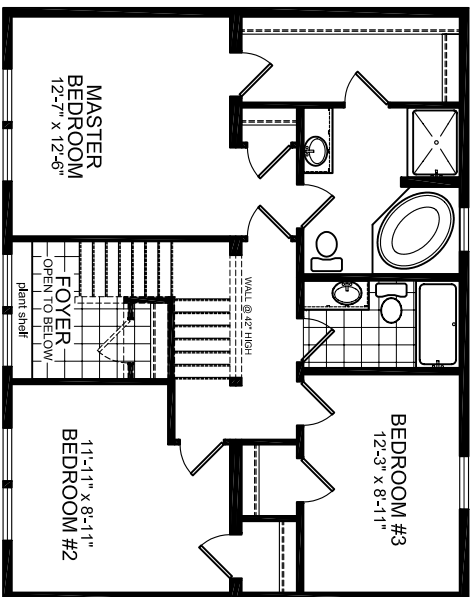 MASTER
BEDROOM
12'-7" x 12'-6"
FOYER
OPEN TO BELOW
plant shelf
WALL @ 42" HIGH
BEDROOM #3
12'-3" x 8'-11"
11'-11" x 8'-11"
BEDROOM #2